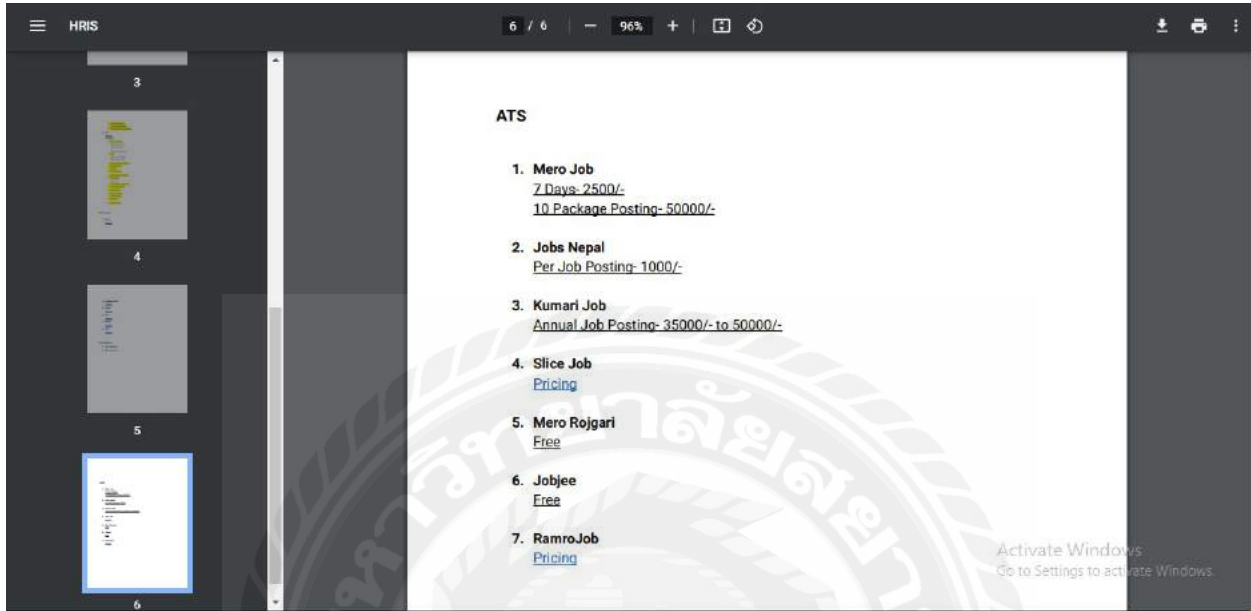 HRIS
6 / 6
96%
3
4
5
6
ATS
1. Mero Job
7 Days- 2500/-
10 Package Posting- 50000/-
2. Jobs Nepal
Per Job Posting- 1000/-
3. Kumari Job
Annual Job Posting- 35000/- to 50000/-
4. Slice Job
Pricing
5. Mero Rojgari
Free
6. Jobjee
Free
7. RamroJob
Pricing
Activate Windows
Go to Settings to activate Windows.